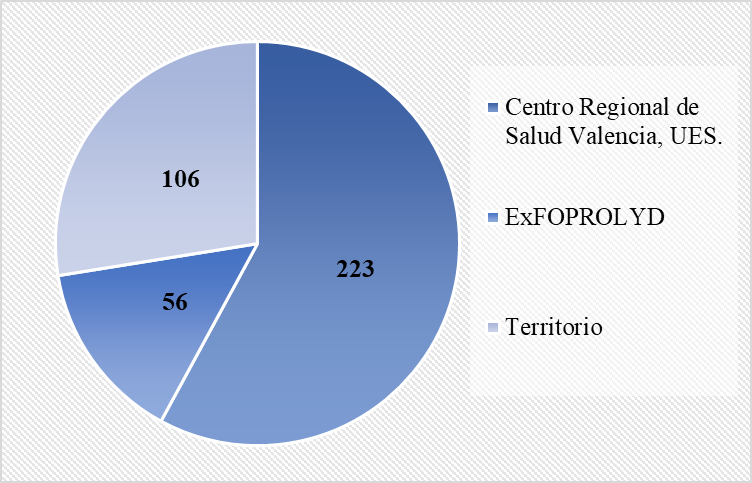 106
223
56
Centro Regional de
Salud Valencia, UES.
ExFOPROLYD
Territorio